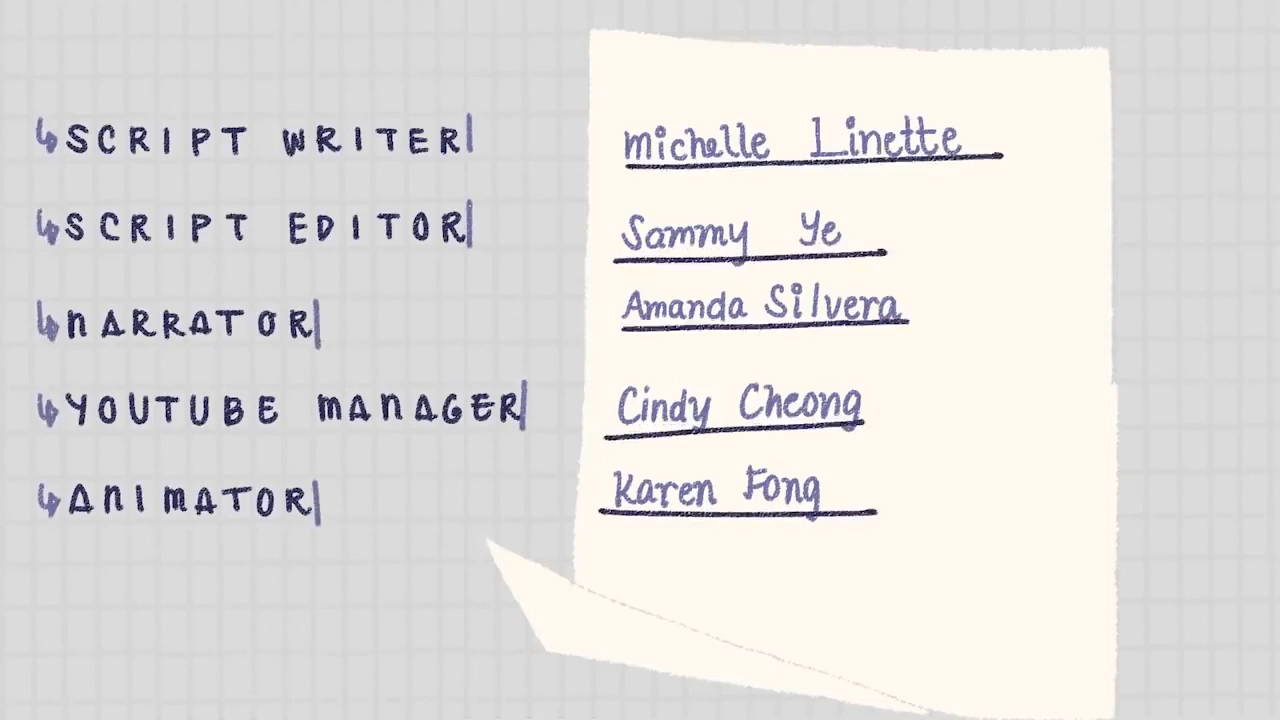 SCRIPT WRITER michelle Linette
SCRIPT EDITOR Sammy Ye
NARRATOR Amanda Silvera
YOUTUBE MANAGER Cindy Cheong
ANIMATOR Karen Fong